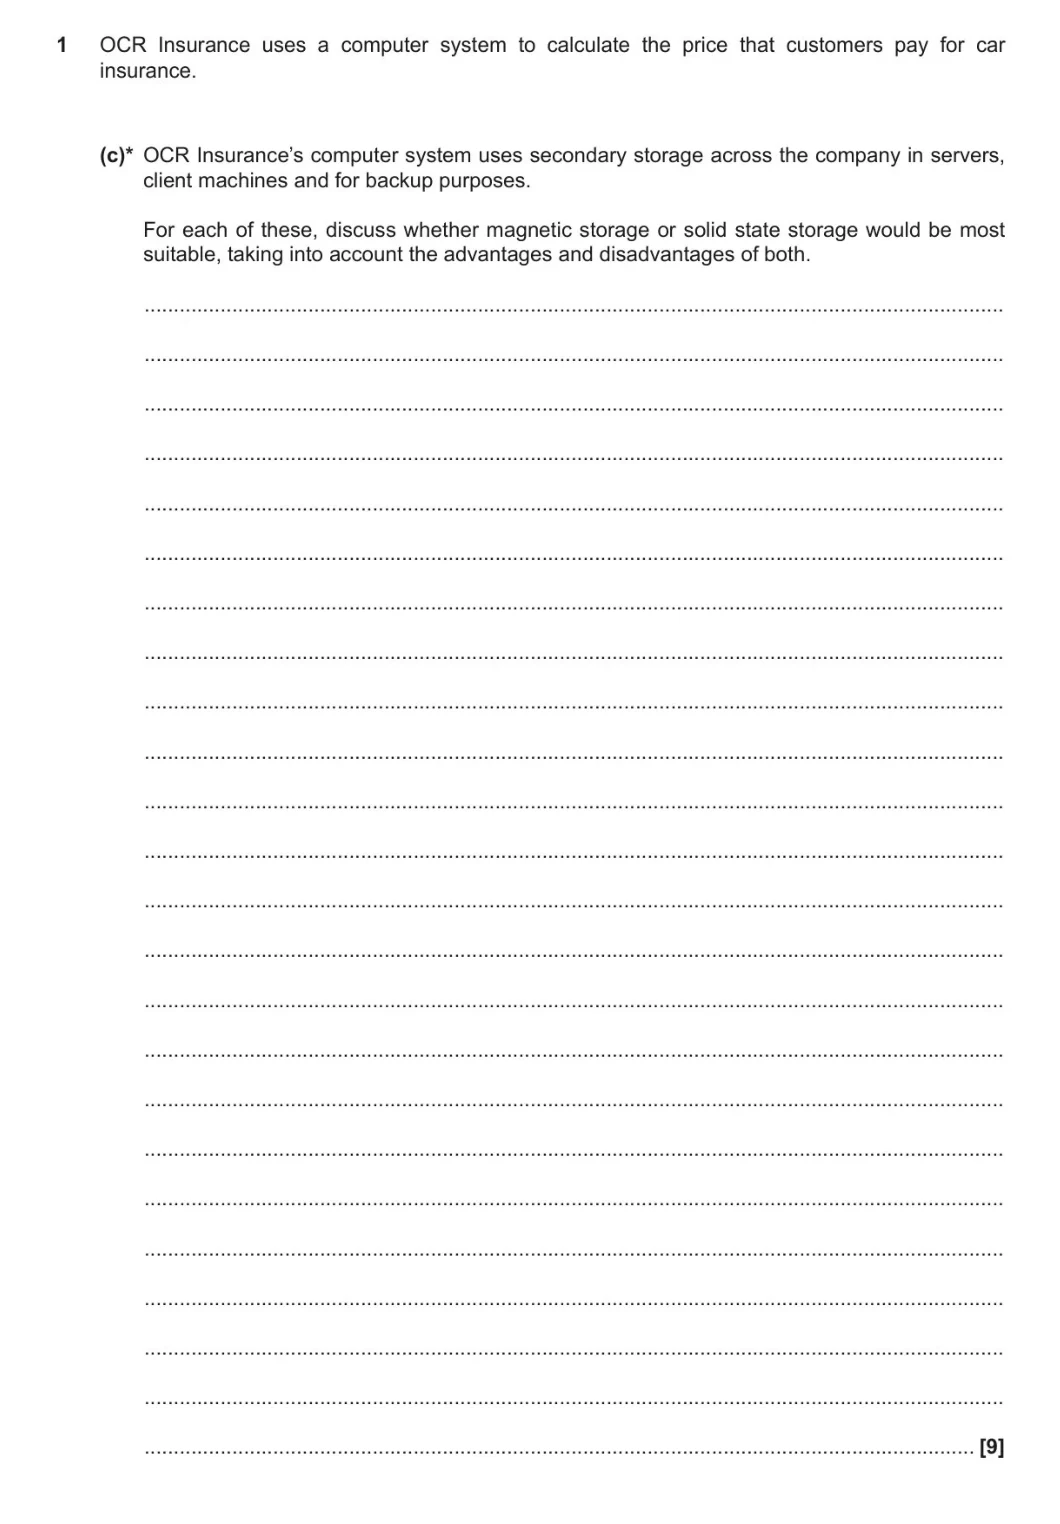 1 OCR Insurance uses a computer system to calculate the price that customers pay for car
insurance.
(c)* OCR Insurance’s computer system uses secondary storage across the company in servers,
client machines and for backup purposes.
For each of these, discuss whether magnetic storage or solid state storage would be most
suitable, taking into account the advantages and disadvantages of both.
[9]